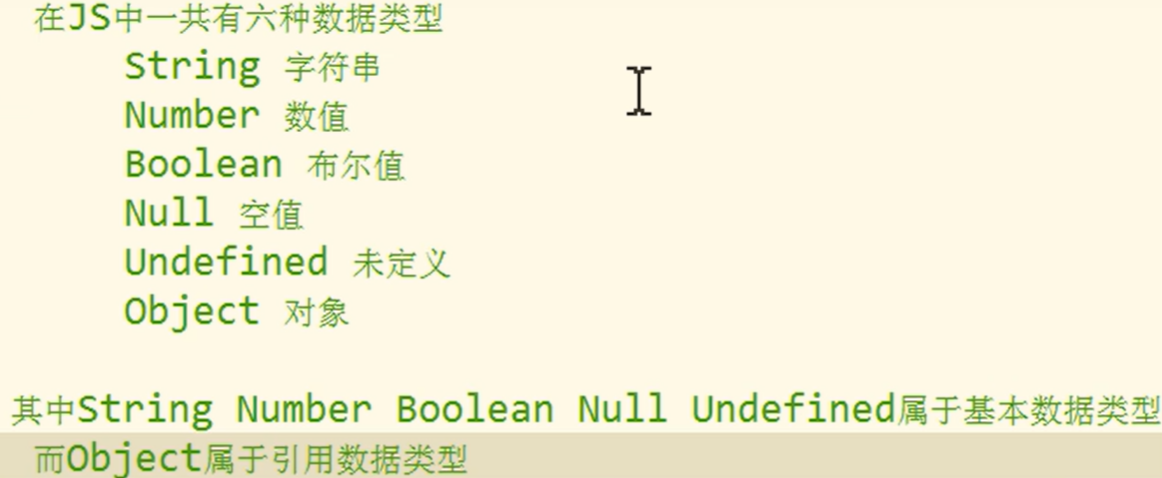 在JS中一共有六种数据类型
String 字符串
Number 数值
Boolean 布尔值
Null 空值
Undefined 未定义
Object 对象
其中String Number Boolean Null Undefined属于基本数据类型
而Object属于引用数据类型